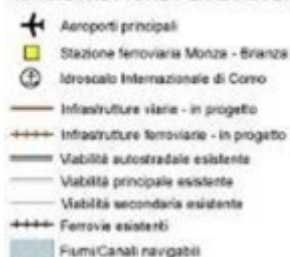 Aeroporti principali
Stazione ferroviaria Monza - Brianza
Idroscalo Internazionale di Como
Infrastrutture viarie - in progetto
Infrastrutture ferroviarie - in progetto
Viabilità autostradale esistente
Viabilità principale esistente
Viabilità secondaria esistente
Ferrovie esistenti
Fiumi/Canali navigabili